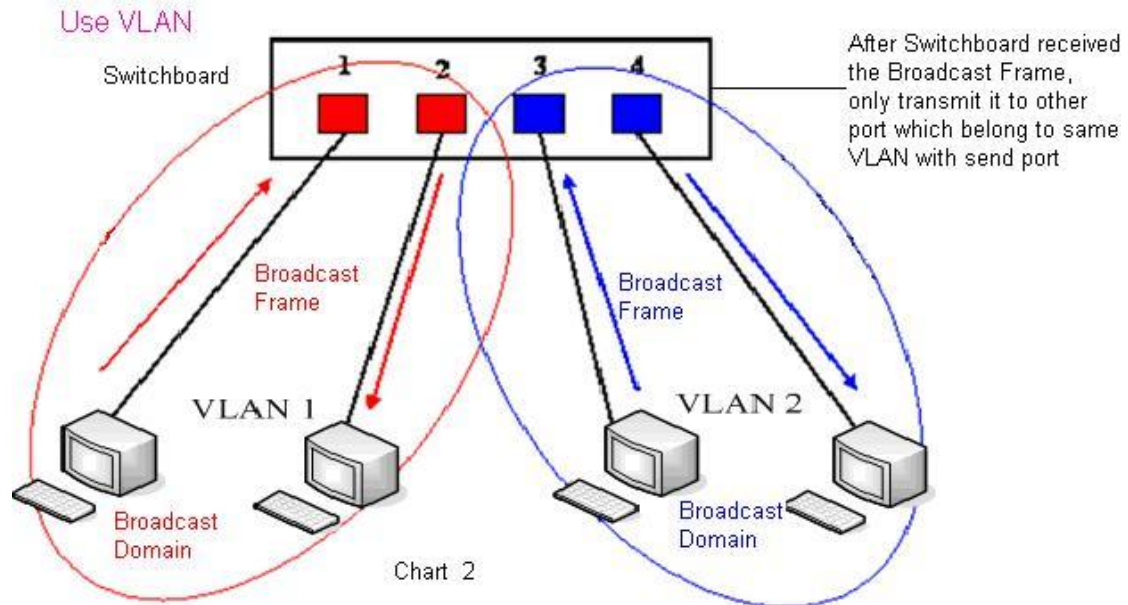 Use VLAN
Switchboard
1 2 3 4
After Switchboard received
the Broadcast Frame,
only transmit it to other
port which belong to same
VLAN with send port
Broadcast
Frame
Broadcast
Frame
VLAN 1
VLAN 2
Broadcast
Domain
Broadcast
Domain
Chart 2